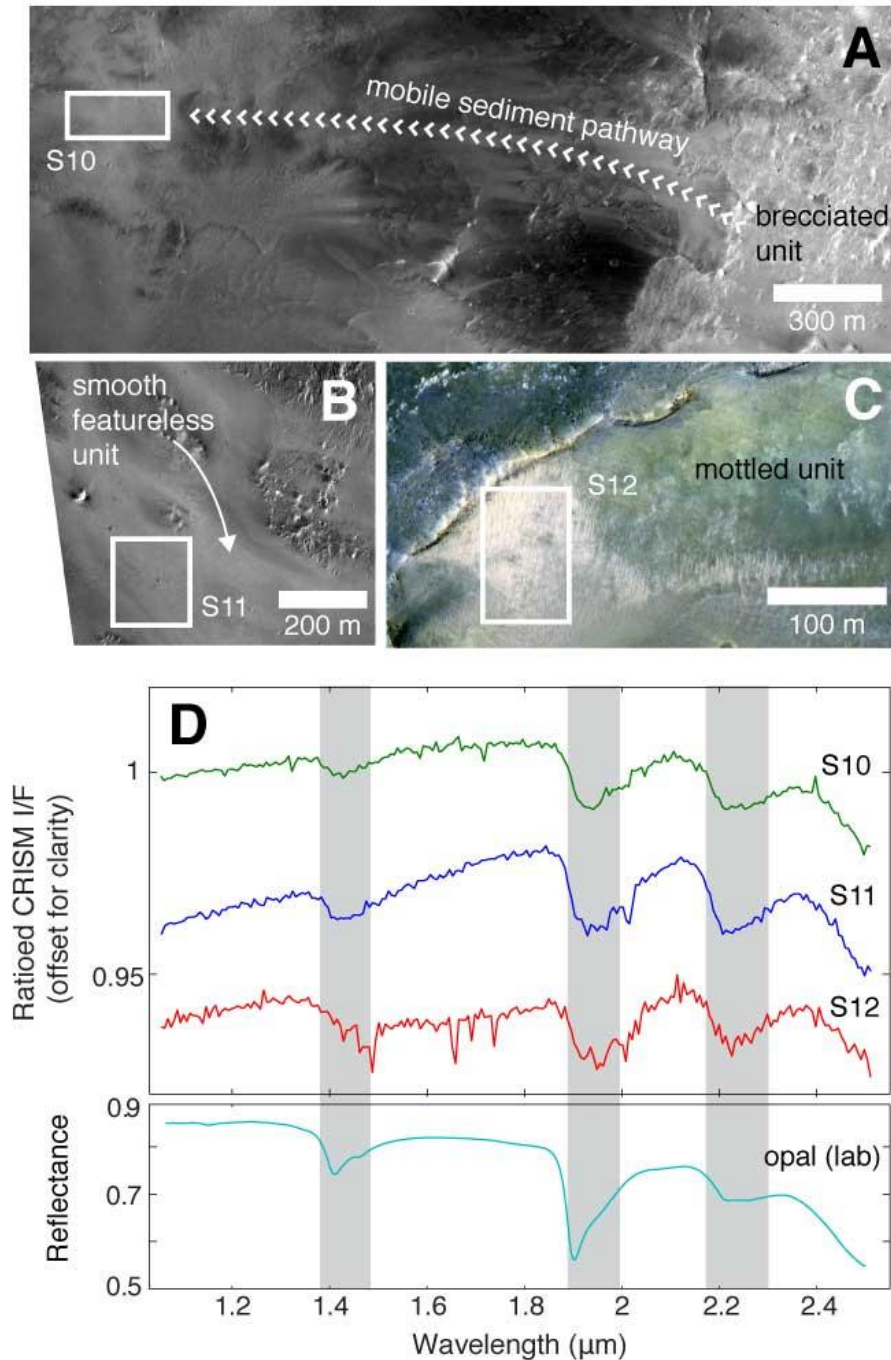 A
mobile sediment pathway
S10
brecciated
unit
300 m
smooth
featureless
unit
B
S11
200 m
C
mottled unit
S12
100 m
D
Ratioed CRISM I/F
(offset for clarity)
1
0.95
S10
S11
S12
Reflectance
0.9
0.7
0.5
opal (lab)
1.2 1.4 1.6 1.8 2 2.2 2.4
Wavelength (μm)